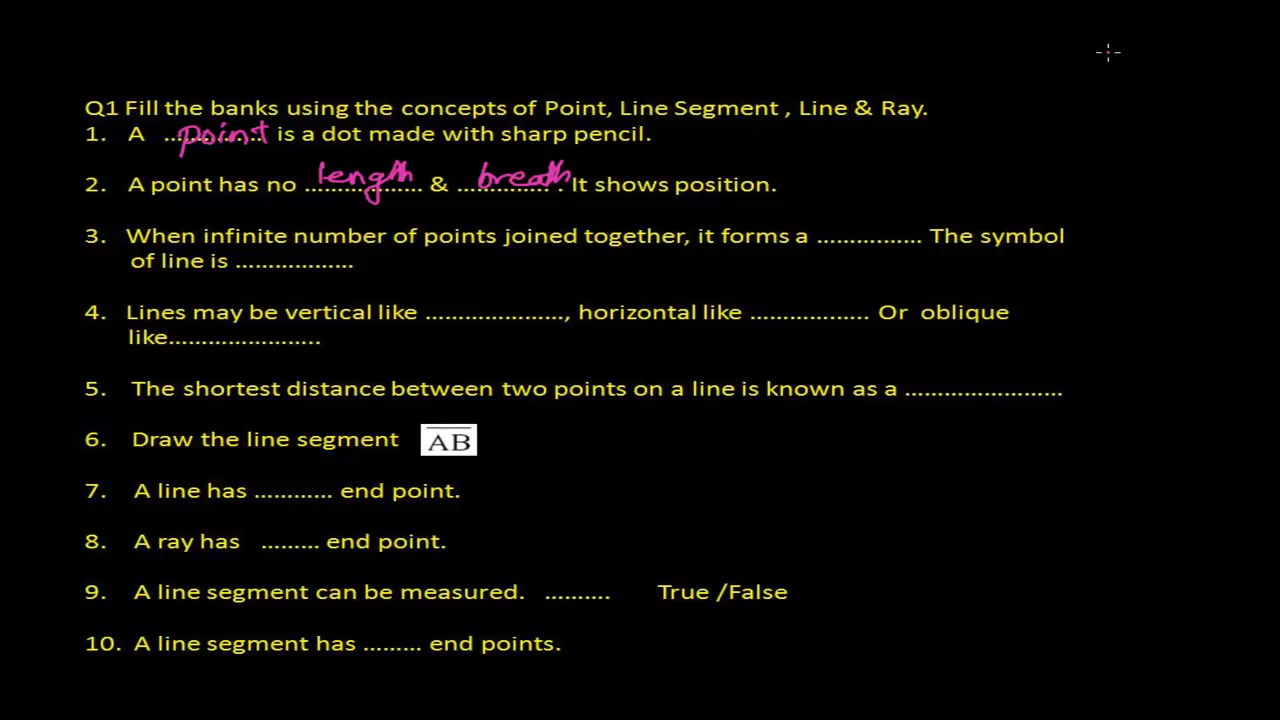 Q1 Fill the banks using the concepts of Point, Line Segment , Line & Ray.
1. A point is a dot made with sharp pencil.
2. A point has no length & breath . It shows position.
3. When infinite number of points joined together, it forms a ................ The symbol
of line is ..................
4. Lines may be vertical like ....................., horizontal like .................. Or oblique
like.......................
5. The shortest distance between two points on a line is known as a ........................
6. Draw the line segment A̅B̅
7. A line has ............ end point.
8. A ray has ......... end point.
9. A line segment can be measured. .......... True /False
10. A line segment has ......... end points.